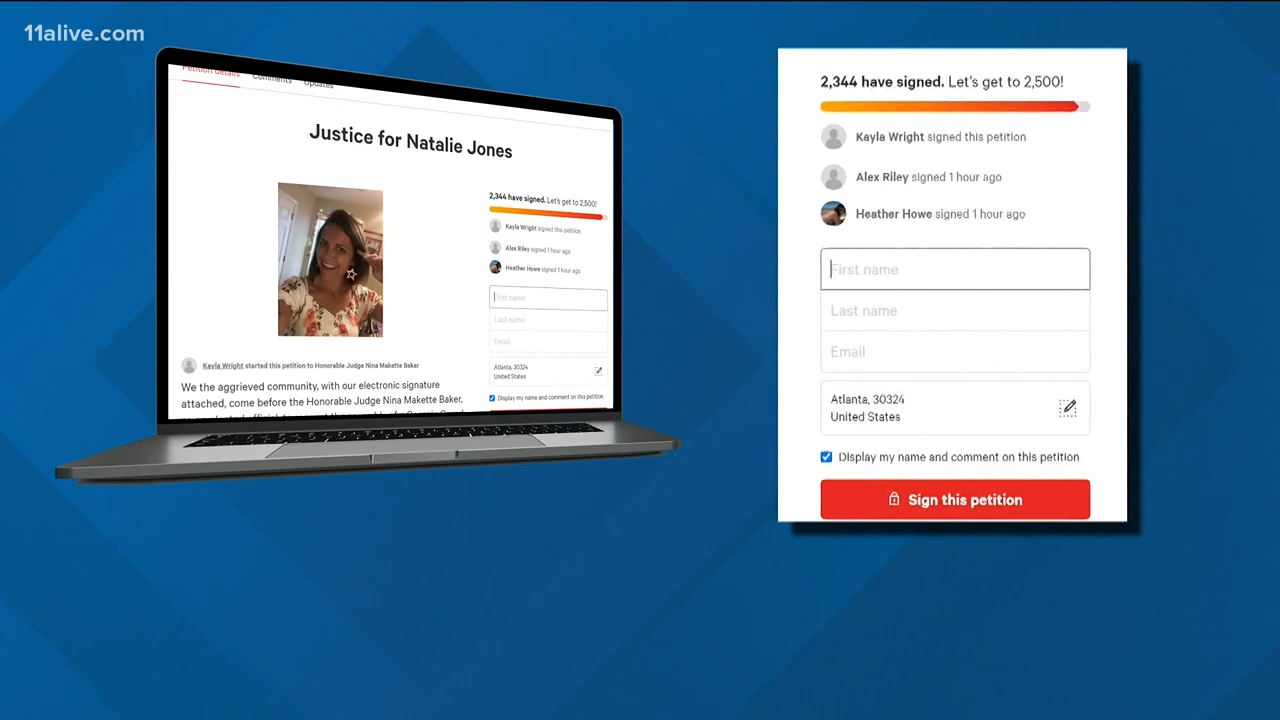 11alive.com
Petition details Comments Updates
Justice for Natalie Jones
2,344 have signed. Let's get to 2,500!
Kayla Wright signed this petition
Alex Riley signed 1 hour ago
Heather Howe signed 1 hour ago
First name
Last name
Email
Atlanta, 30324
United States
Display my name and comment on this petition
Kayla Wright started this petition to Honorable Judge Nina Makette Baker
We the aggrieved community, with our electronic signature
attached, come before the Honorable Judge Nina Makette Baker,
2,344 have signed. Let's get to 2,500!
Kayla Wright signed this petition
Alex Riley signed 1 hour ago
Heather Howe signed 1 hour ago
First name
Last name
Email
Atlanta, 30324
United States
Display my name and comment on this petition
Sign this petition